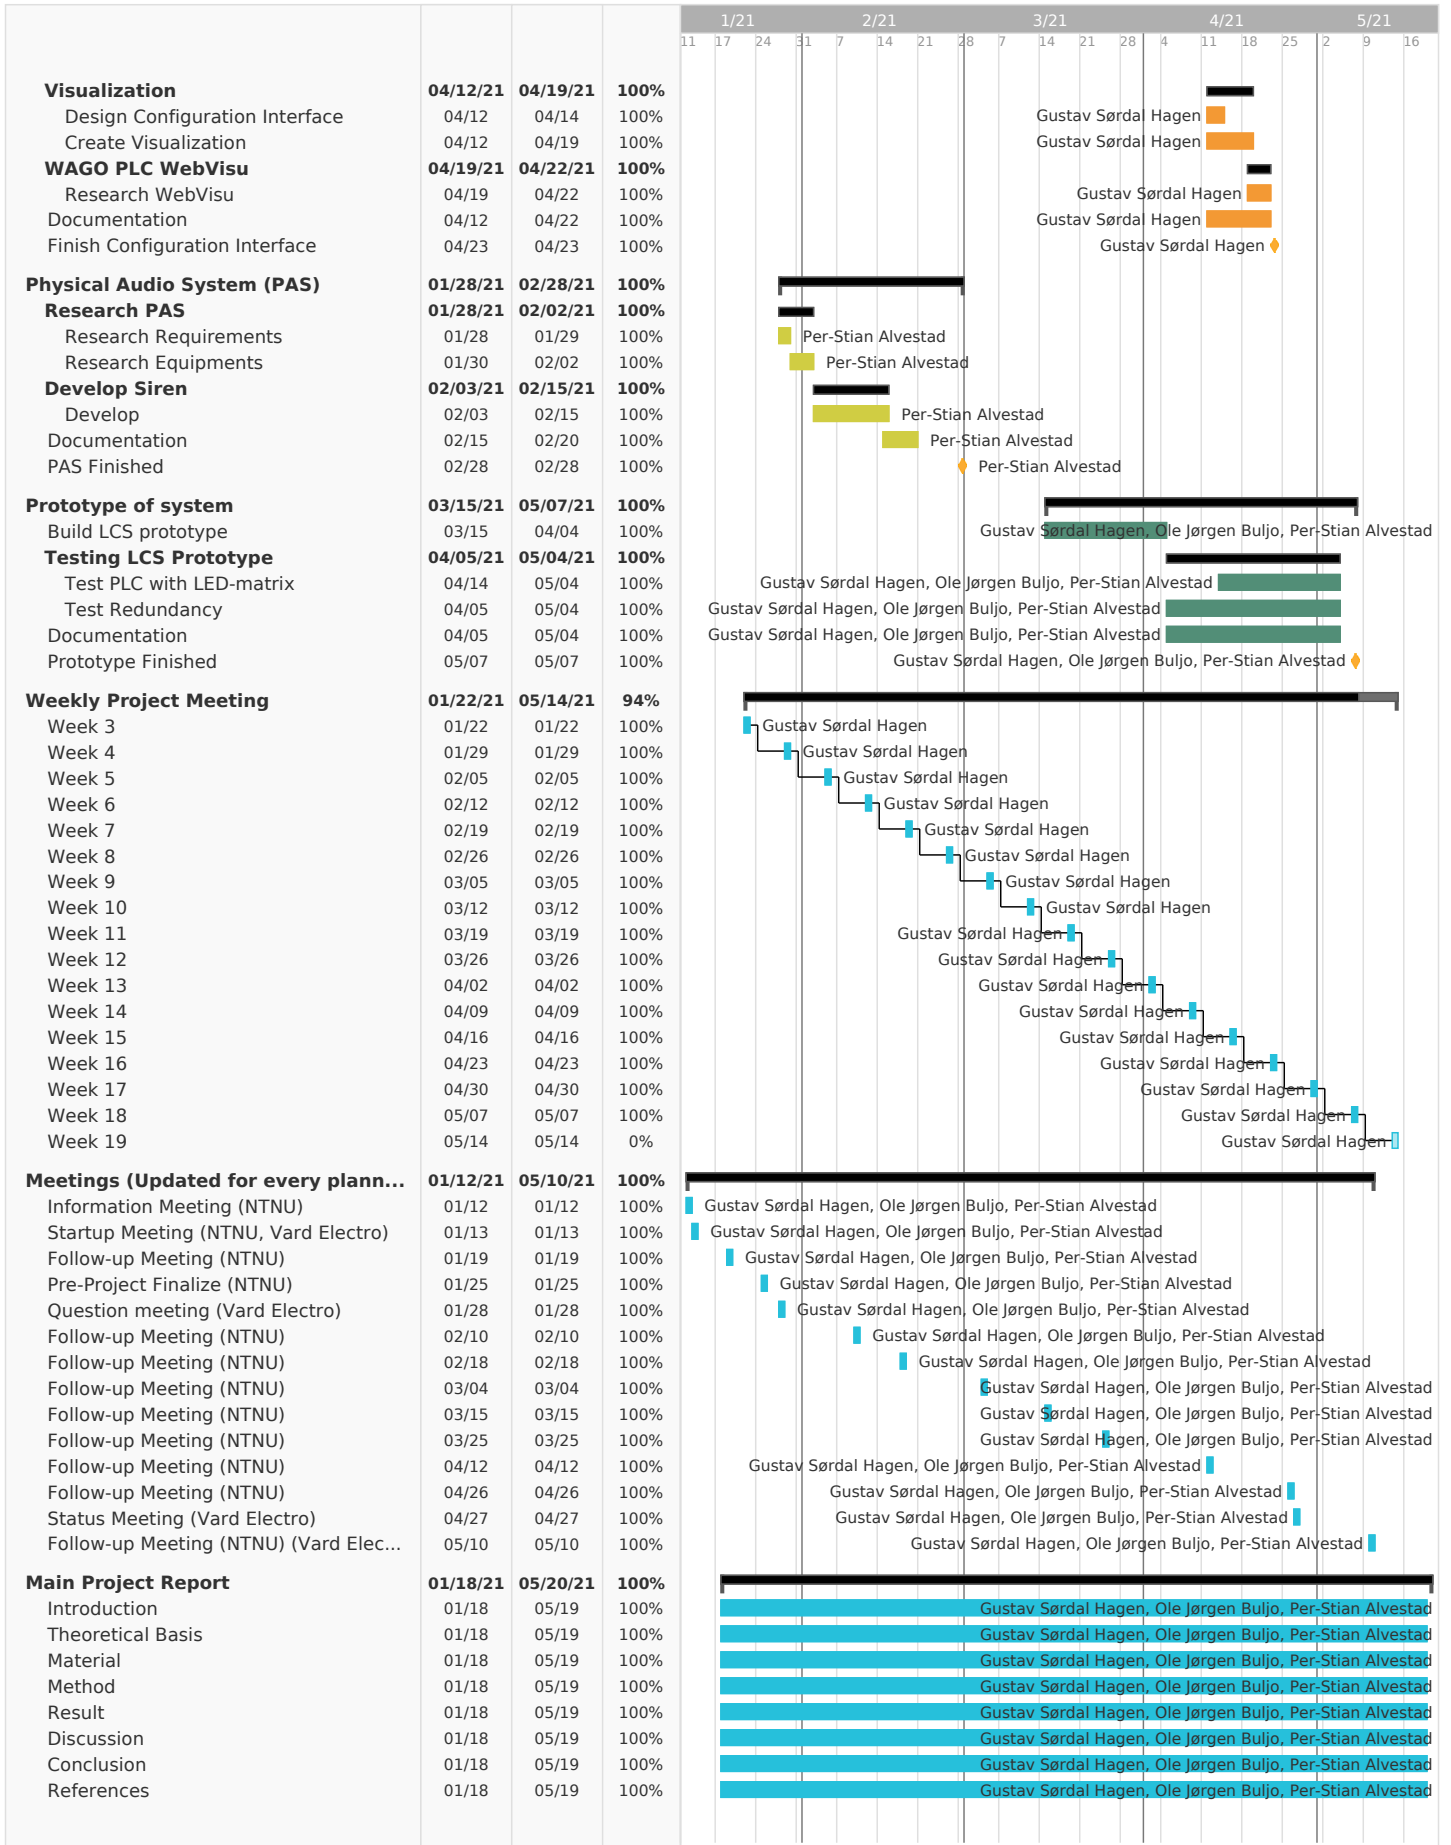 1/21 2/21 3/21 4/21 5/21
11 17 24 31 7 14 21 28 7 14 21 28 4 11 18 25 2 9 16
Visualization 04/12/21 04/19/21 100%
Design Configuration Interface 04/12 04/14 100% Gustav Sørdal Hagen
Create Visualization 04/12 04/19 100% Gustav Sørdal Hagen
WAGO PLC WebVisu 04/19/21 04/22/21 100%
Research WebVisu 04/19 04/22 100% Gustav Sørdal Hagen
Documentation 04/12 04/22 100% Gustav Sørdal Hagen
Finish Configuration Interface 04/23 04/23 100% Gustav Sørdal Hagen
Physical Audio System (PAS) 01/28/21 02/28/21 100%
Research PAS 01/28/21 02/02/21 100%
Research Requirements 01/28 01/29 100% Per-Stian Alvestad
Research Equipments 01/30 02/02 100% Per-Stian Alvestad
Develop Siren 02/03/21 02/15/21 100%
Develop 02/03 02/15 100% Per-Stian Alvestad
Documentation 02/15 02/20 100% Per-Stian Alvestad
PAS Finished 02/28 02/28 100% Per-Stian Alvestad
Prototype of system 03/15/21 05/07/21 100%
Build LCS prototype 03/15 04/04 100% Gustav Sørdal Hagen, Ole Jørgen Buljo, Per-Stian Alvestad
Testing LCS Prototype 04/05/21 05/04/21 100%
Test PLC with LED-matrix 04/14 05/04 100% Gustav Sørdal Hagen, Ole Jørgen Buljo, Per-Stian Alvestad
Test Redundancy 04/05 05/04 100% Gustav Sørdal Hagen, Ole Jørgen Buljo, Per-Stian Alvestad
Documentation 04/05 05/04 100% Gustav Sørdal Hagen, Ole Jørgen Buljo, Per-Stian Alvestad
Prototype Finished 05/07 05/07 100% Gustav Sørdal Hagen, Ole Jørgen Buljo, Per-Stian Alvestad
Weekly Project Meeting 01/22/21 05/14/21 94%
Week 3 01/22 01/22 100% Gustav Sørdal Hagen
Week 4 01/29 01/29 100% Gustav Sørdal Hagen
Week 5 02/05 02/05 100% Gustav Sørdal Hagen
Week 6 02/12 02/12 100% Gustav Sørdal Hagen
Week 7 02/19 02/19 100% Gustav Sørdal Hagen
Week 8 02/26 02/26 100% Gustav Sørdal Hagen
Week 9 03/05 03/05 100% Gustav Sørdal Hagen
Week 10 03/12 03/12 100% Gustav Sørdal Hagen
Week 11 03/19 03/19 100% Gustav Sørdal Hagen
Week 12 03/26 03/26 100% Gustav Sørdal Hagen
Week 13 04/02 04/02 100% Gustav Sørdal Hagen
Week 14 04/09 04/09 100% Gustav Sørdal Hagen
Week 15 04/16 04/16 100% Gustav Sørdal Hagen
Week 16 04/23 04/23 100% Gustav Sørdal Hagen
Week 17 04/30 04/30 100% Gustav Sørdal Hagen
Week 18 05/07 05/07 100% Gustav Sørdal Hagen
Week 19 05/14 05/14 0% Gustav Sørdal Hagen
Meetings (Updated for every plann... 01/12/21 05/10/21 100%
Information Meeting (NTNU) 01/12 01/12 100% Gustav Sørdal Hagen, Ole Jørgen Buljo, Per-Stian Alvestad
Startup Meeting (NTNU, Vard Electro) 01/13 01/13 100% Gustav Sørdal Hagen, Ole Jørgen Buljo, Per-Stian Alvestad
Follow-up Meeting (NTNU) 01/19 01/19 100% Gustav Sørdal Hagen, Ole Jørgen Buljo, Per-Stian Alvestad
Pre-Project Finalize (NTNU) 01/25 01/25 100% Gustav Sørdal Hagen, Ole Jørgen Buljo, Per-Stian Alvestad
Question meeting (Vard Electro) 01/28 01/28 100% Gustav Sørdal Hagen, Ole Jørgen Buljo, Per-Stian Alvestad
Follow-up Meeting (NTNU) 02/10 02/10 100% Gustav Sørdal Hagen, Ole Jørgen Buljo, Per-Stian Alvestad
Follow-up Meeting (NTNU) 02/18 02/18 100% Gustav Sørdal Hagen, Ole Jørgen Buljo, Per-Stian Alvestad
Follow-up Meeting (NTNU) 03/04 03/04 100% Gustav Sørdal Hagen, Ole Jørgen Buljo, Per-Stian Alvestad
Follow-up Meeting (NTNU) 03/15 03/15 100% Gustav Sørdal Hagen, Ole Jørgen Buljo, Per-Stian Alvestad
Follow-up Meeting (NTNU) 03/25 03/25 100% Gustav Sørdal Hagen, Ole Jørgen Buljo, Per-Stian Alvestad
Follow-up Meeting (NTNU) 04/12 04/12 100% Gustav Sørdal Hagen, Ole Jørgen Buljo, Per-Stian Alvestad
Follow-up Meeting (NTNU) 04/26 04/26 100% Gustav Sørdal Hagen, Ole Jørgen Buljo, Per-Stian Alvestad
Status Meeting (Vard Electro) 04/27 04/27 100% Gustav Sørdal Hagen, Ole Jørgen Buljo, Per-Stian Alvestad
Follow-up Meeting (NTNU) (Vard Elec... 05/10 05/10 100% Gustav Sørdal Hagen, Ole Jørgen Buljo, Per-Stian Alvestad
Main Project Report 01/18/21 05/20/21 100%
Introduction 01/18 05/19 100% Gustav Sørdal Hagen, Ole Jørgen Buljo, Per-Stian Alvestad
Theoretical Basis 01/18 05/19 100% Gustav Sørdal Hagen, Ole Jørgen Buljo, Per-Stian Alvestad
Material 01/18 05/19 100% Gustav Sørdal Hagen, Ole Jørgen Buljo, Per-Stian Alvestad
Method 01/18 05/19 100% Gustav Sørdal Hagen, Ole Jørgen Buljo, Per-Stian Alvestad
Result 01/18 05/19 100% Gustav Sørdal Hagen, Ole Jørgen Buljo, Per-Stian Alvestad
Discussion 01/18 05/19 100% Gustav Sørdal Hagen, Ole Jørgen Buljo, Per-Stian Alvestad
Conclusion 01/18 05/19 100% Gustav Sørdal Hagen, Ole Jørgen Buljo, Per-Stian Alvestad
References 01/18 05/19 100% Gustav Sørdal Hagen, Ole Jørgen Buljo, Per-Stian Alvestad